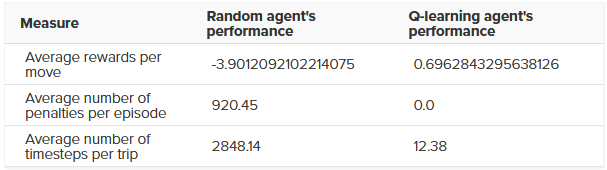 Measure Random agent's performance Q-learning agent's performance
Average rewards per move -3.9012092102214075 0.6962843295638126
Average number of penalties per episode 920.45 0.0
Average number of timesteps per trip 2848.14 12.38